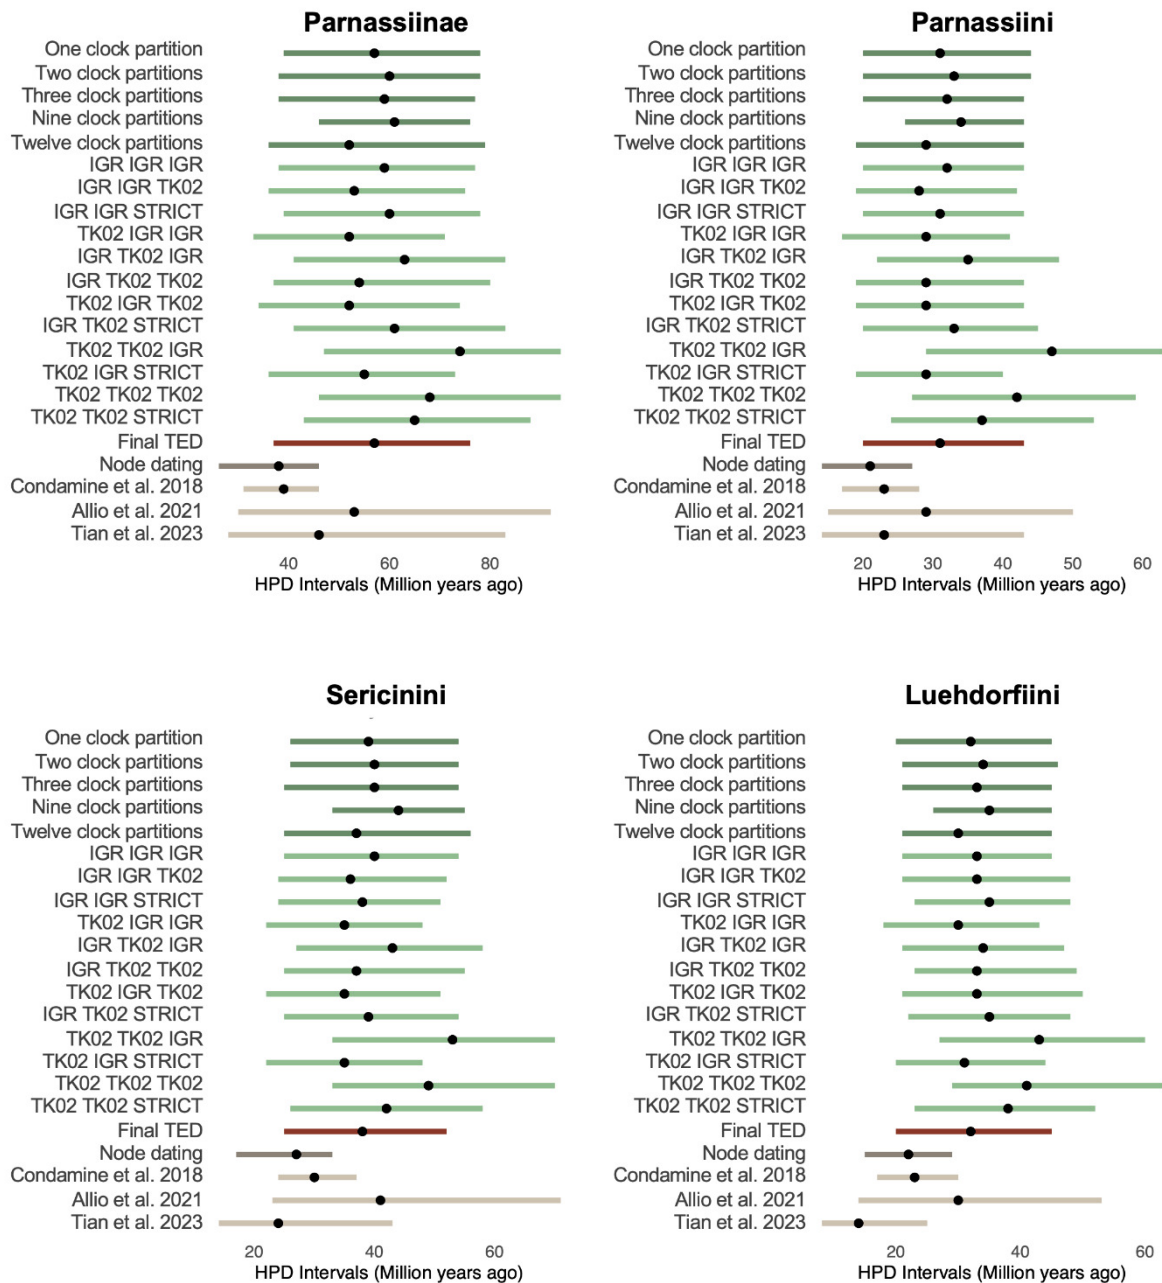 Parnassiinae
One clock partition
Two clock partitions
Three clock partitions
Nine clock partitions
Twelve clock partitions
IGR IGR IGR
IGR IGR TK02
IGR IGR STRICT
TK02 IGR IGR
IGR TK02 IGR
IGR TK02 TK02
TK02 IGR TK02
IGR TK02 STRICT
TK02 TK02 IGR
TK02 IGR STRICT
TK02 TK02 TK02
TK02 TK02 STRICT
Final TED
Node dating
Condamine et al. 2018
Allio et al. 2021
Tian et al. 2023
40 60 80
HPD Intervals (Million years ago)
Parnassiini
One clock partition
Two clock partitions
Three clock partitions
Nine clock partitions
Twelve clock partitions
IGR IGR IGR
IGR IGR TK02
IGR IGR STRICT
TK02 IGR IGR
IGR TK02 IGR
IGR TK02 TK02
TK02 IGR TK02
IGR TK02 STRICT
TK02 TK02 IGR
TK02 IGR STRICT
TK02 TK02 TK02
TK02 TK02 STRICT
Final TED
Node dating
Condamine et al. 2018
Allio et al. 2021
Tian et al. 2023
20 30 40 50 60
HPD Intervals (Million years ago)
Sericinini
One clock partition
Two clock partitions
Three clock partitions
Nine clock partitions
Twelve clock partitions
IGR IGR IGR
IGR IGR TK02
IGR IGR STRICT
TK02 IGR IGR
IGR TK02 IGR
IGR TK02 TK02
TK02 IGR TK02
IGR TK02 STRICT
TK02 TK02 IGR
TK02 IGR STRICT
TK02 TK02 TK02
TK02 TK02 STRICT
Final TED
Node dating
Condamine et al. 2018
Allio et al. 2021
Tian et al. 2023
20 40 60
HPD Intervals (Million years ago)
Luehdorfiini
One clock partition
Two clock partitions
Three clock partitions
Nine clock partitions
Twelve clock partitions
IGR IGR IGR
IGR IGR TK02
IGR IGR STRICT
TK02 IGR IGR
IGR TK02 IGR
IGR TK02 TK02
TK02 IGR TK02
IGR TK02 STRICT
TK02 TK02 IGR
TK02 IGR STRICT
TK02 TK02 TK02
TK02 TK02 STRICT
Final TED
Node dating
Condamine et al. 2018
Allio et al. 2021
Tian et al. 2023
20 40 60
HPD Intervals (Million years ago)